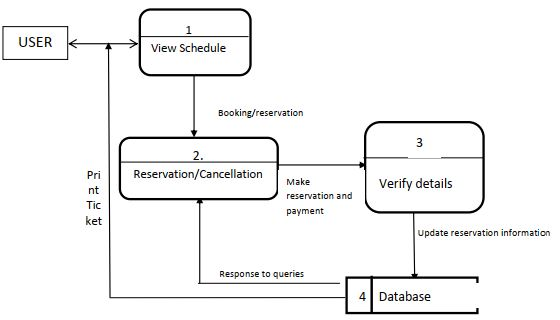 1
USER
View Schedule
Booking/reservation
2.
Reservation/Cancellation
3
Verify details
Make
reservation and
payment
Pri
nt
Tic
ket
Update reservation information
Response to queries
4 Database